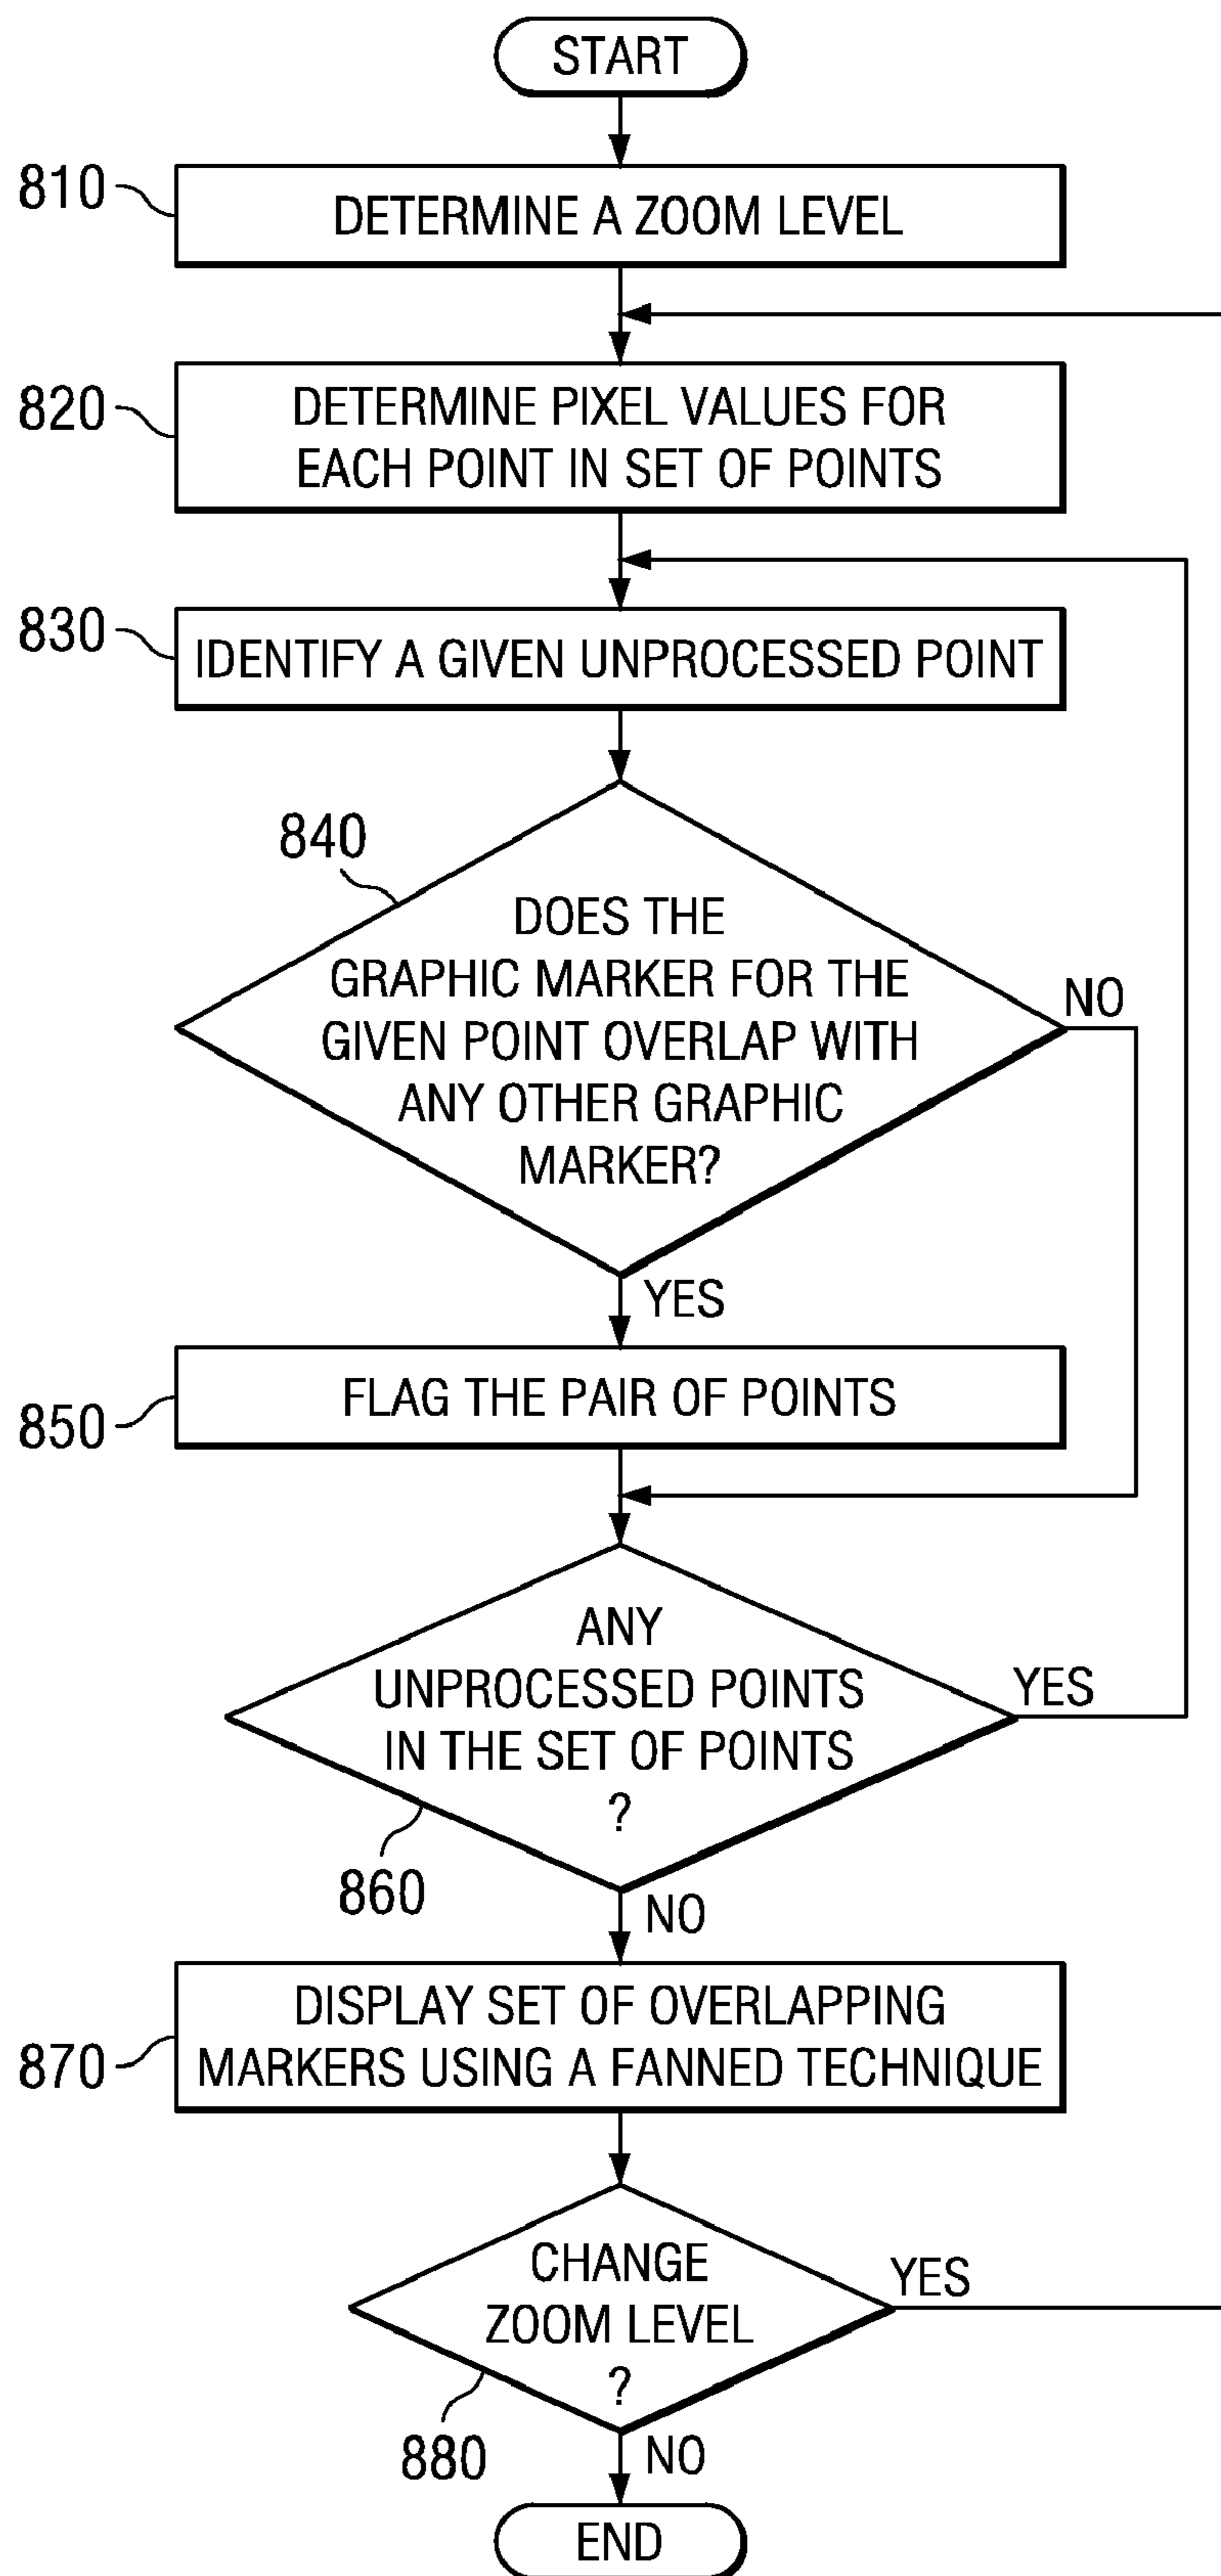 START
810
DETERMINE A ZOOM LEVEL
820
DETERMINE PIXEL VALUES FOR
EACH POINT IN SET OF POINTS
830
IDENTIFY A GIVEN UNPROCESSED POINT
840
DOES THE
GRAPHIC MARKER FOR THE
GIVEN POINT OVERLAP WITH
ANY OTHER GRAPHIC
MARKER?
NO
YES
850
FLAG THE PAIR OF POINTS
ANY
UNPROCESSED POINTS
IN THE SET OF POINTS
?
YES
860
NO
870
DISPLAY SET OF OVERLAPPING
MARKERS USING A FANNED TECHNIQUE
CHANGE
ZOOM LEVEL
?
YES
880
NO
END